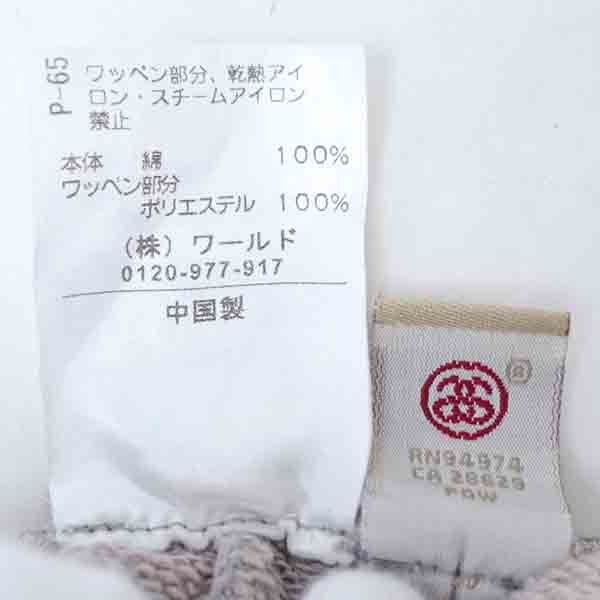 P-65
ワッペン部分、乾熱アイ
ロン・スチームアイロン
禁止
本体 綿 100%
ワッペン部分
ポリエステル 100%
（株）ワールド
0120-977-917
中国製
®
RN94974
CA 28629